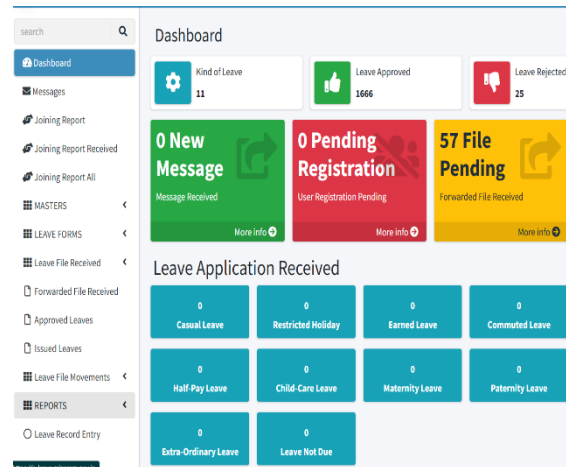 search
Dashboard
Messages
Joining Report
Joining Report Received
Joining Report All
MASTERS
LEAVE FORMS
Leave File Received
Forwarded File Received
Approved Leaves
Issued Leaves
Leave File Movements
REPORTS
Leave Record Entry
Dashboard
Kind of Leave
11
Leave Approved
1666
Leave Rejected
25
0 New
Message
Message Received
More info
0 Pending
Registration
User Registration Pending
More info
57 File
Pending
Forwarded File Received
More info
Leave Application Received
0
Casual Leave
0
Restricted Holiday
0
Earned Leave
0
Commuted Leave
0
Half-Pay Leave
0
Child-Care Leave
0
Maternity Leave
0
Paternity Leave
0
Extra-Ordinary Leave
0
Leave Not Due